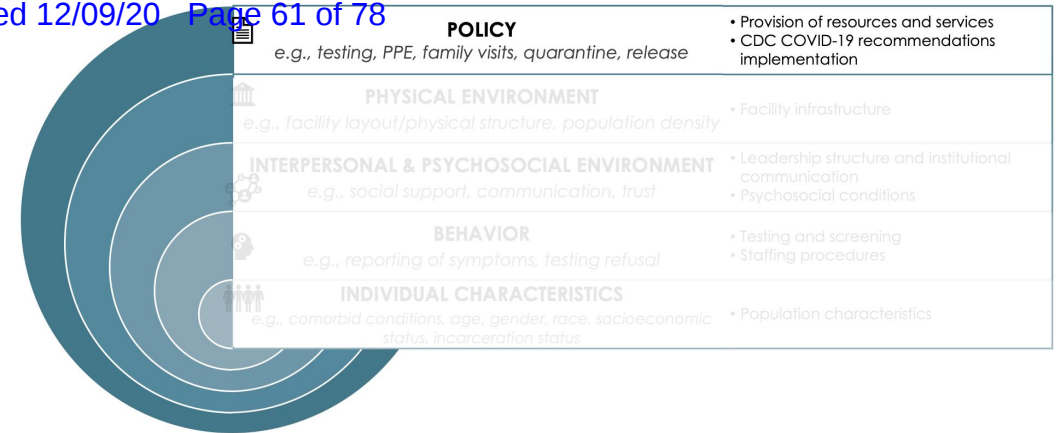 ed 12/09/20 Page 61 of 78
POLICY
e.g., testing, PPE, family visits, quarantine, release
• Provision of resources and services
• CDC COVID-19 recommendations
implementation
PHYSICAL ENVIRONMENT
e.g., facility layout/physical structure, population density
• Facility infrastructure
INTERPERSONAL & PSYCHOSOCIAL ENVIRONMENT
e.g., social support, communication, trust
• Leadership structure and institutional
communication
• Psychosocial conditions
BEHAVIOR
e.g., reporting of symptoms, testing refusal
• Testing and screening
• Staffing procedures
INDIVIDUAL CHARACTERISTICS
e.g., comorbid conditions, age, gender, race, socioeconomic
status, incarceration status
• Population characteristics